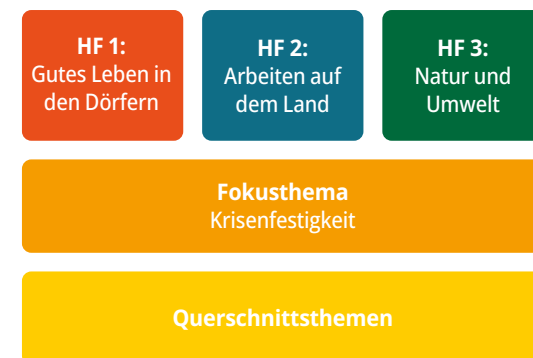 HF 1:
Gutes Leben in
den Dörfern
HF 2:
Arbeiten auf
dem Land
HF 3:
Natur und
Umwelt
Fokusthema
Krisenfestigkeit
Querschnittsthemen